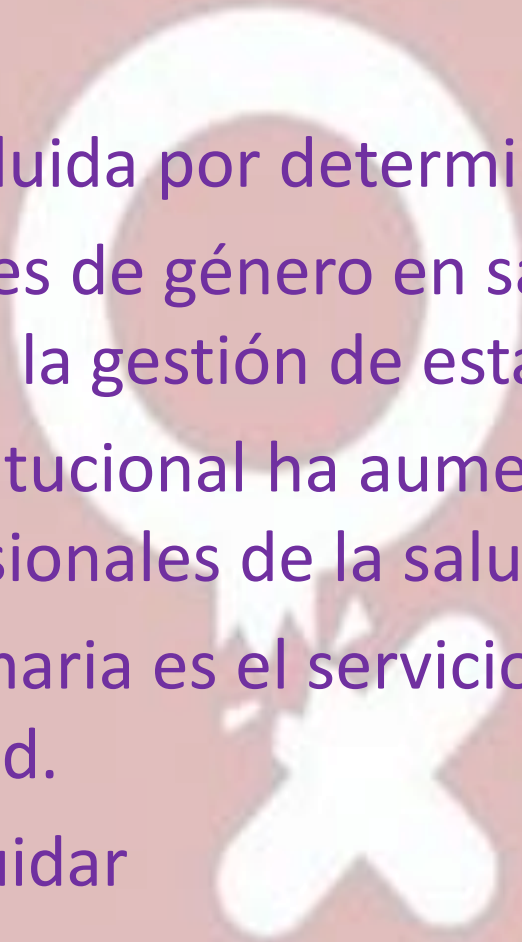 luida por determi
es de género en sa
la gestión de esta
itucional ha aume
sionales de la salu
naria es el servicio
d.
uidar